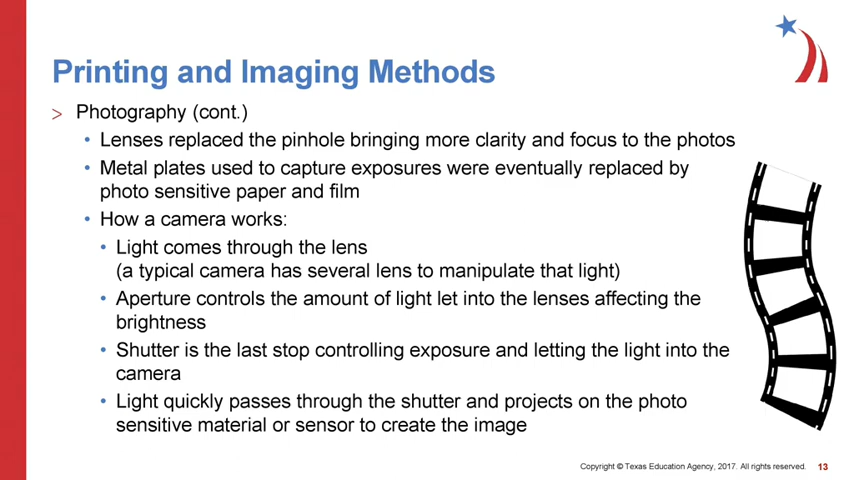 Printing and Imaging Methods
> Photography (cont.)
• Lenses replaced the pinhole bringing more clarity and focus to the photos
• Metal plates used to capture exposures were eventually replaced by
photo sensitive paper and film
• How a camera works:
• Light comes through the lens
(a typical camera has several lens to manipulate that light)
• Aperture controls the amount of light let into the lenses affecting the
brightness
• Shutter is the last stop controlling exposure and letting the light into the
camera
• Light quickly passes through the shutter and projects on the photo
sensitive material or sensor to create the image
Copyright © Texas Education Agency, 2017. All rights reserved. 13